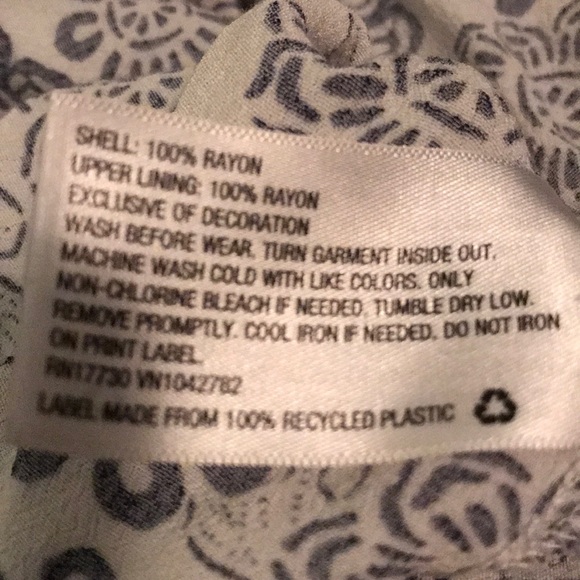 SHELL: 100% RAYON
UPPER LINING: 100% RAYON
EXCLUSIVE OF DECORATION
WASH BEFORE WEAR. TURN GARMENT INSIDE OUT.
MACHINE WASH COLD WITH LIKE COLORS. ONLY
NON-CHLORINE BLEACH IF NEEDED. TUMBLE DRY LOW.
REMOVE PROMPTLY. COOL IRON IF NEEDED. DO NOT IRON
ON PRINT LABEL.
RN17730 VN1042782
LABEL MADE FROM 100% RECYCLED PLASTIC